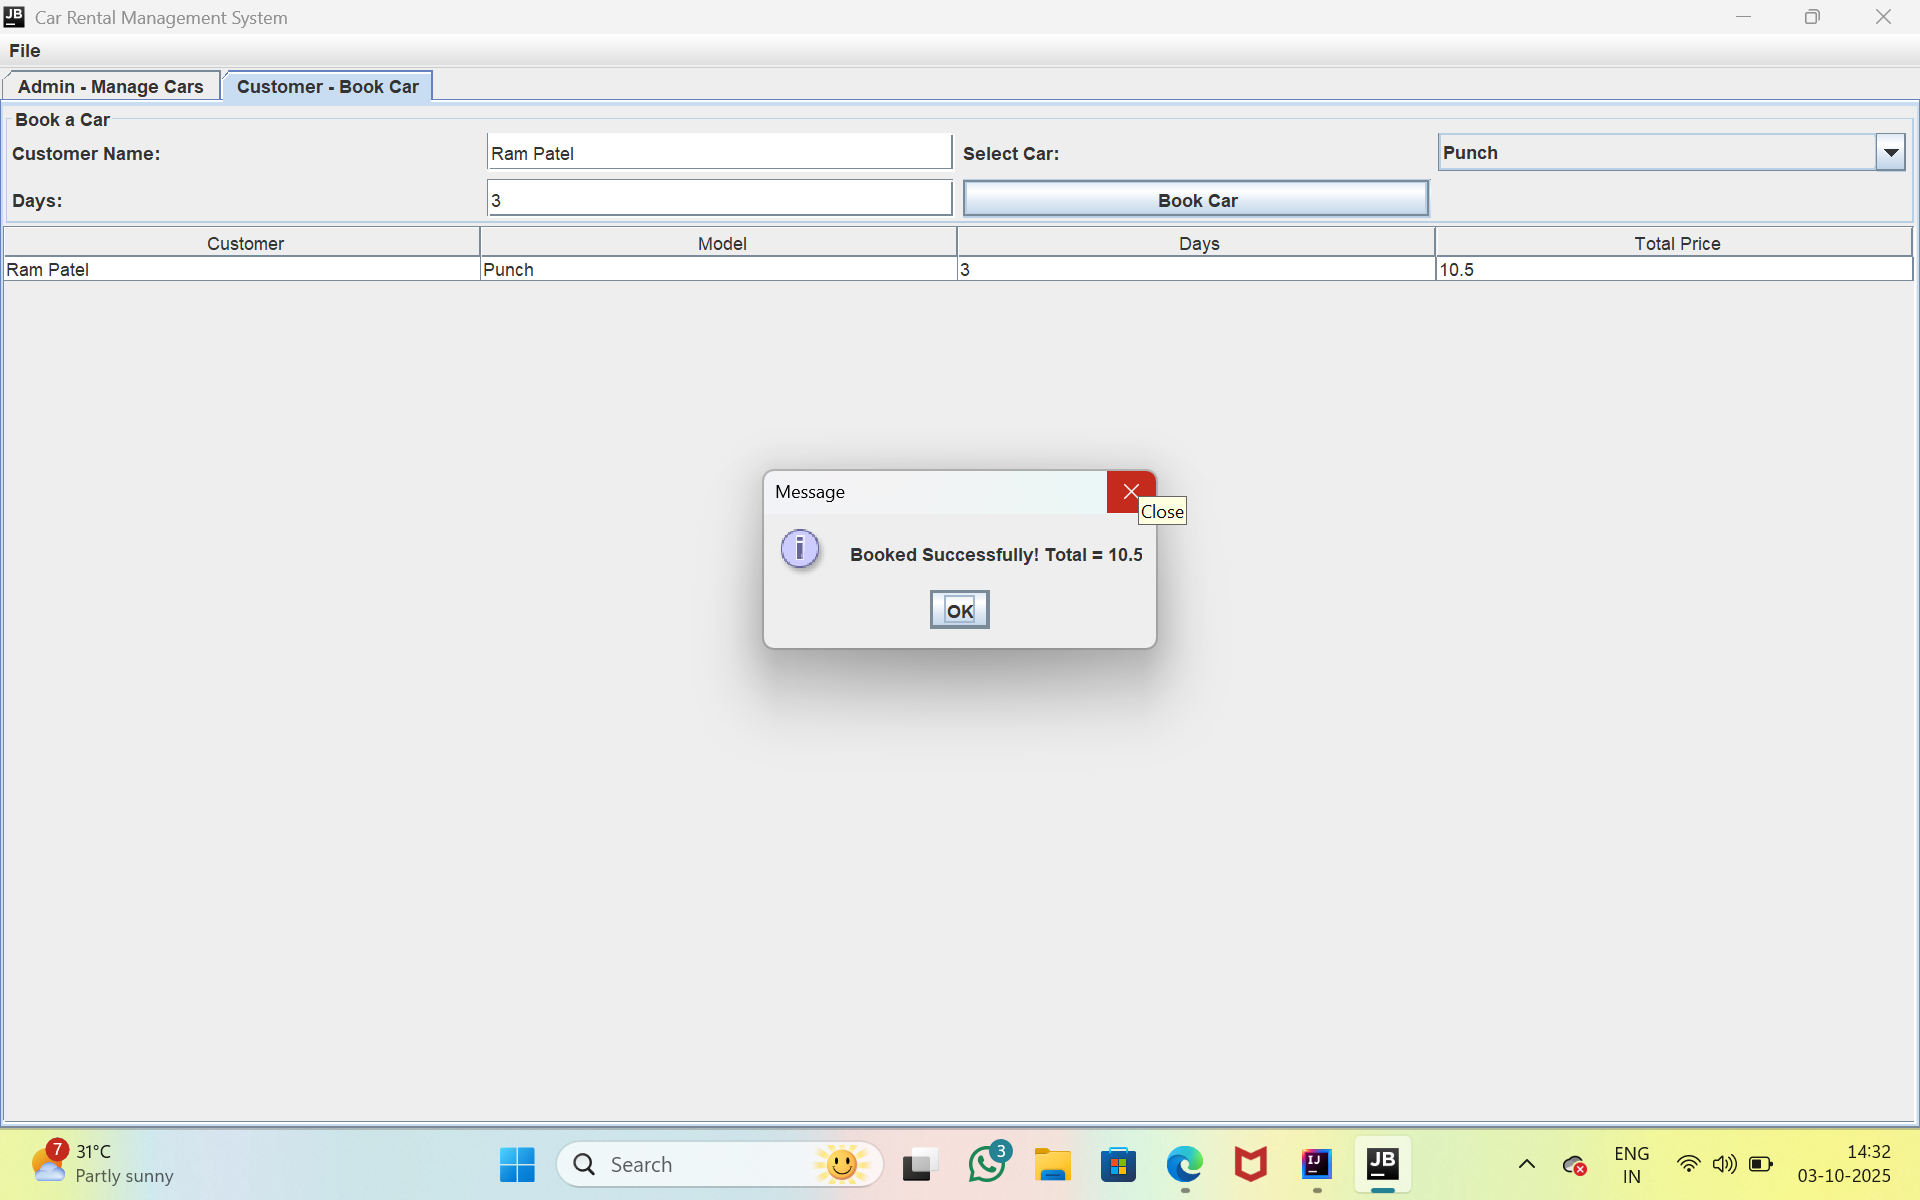 JB Car Rental Management System
File
Admin - Manage Cars Customer - Book Car
Book a Car
Customer Name: Ram Patel Select Car: Punch
Days: 3 Book Car
Customer Model Days Total Price
Ram Patel Punch 3 10.5
Message
Close
i Booked Successfully! Total = 10.5
OK
7 31°C
Partly sunny
Search
3
IJ
JB
ENG
IN
14:32
03-10-2025